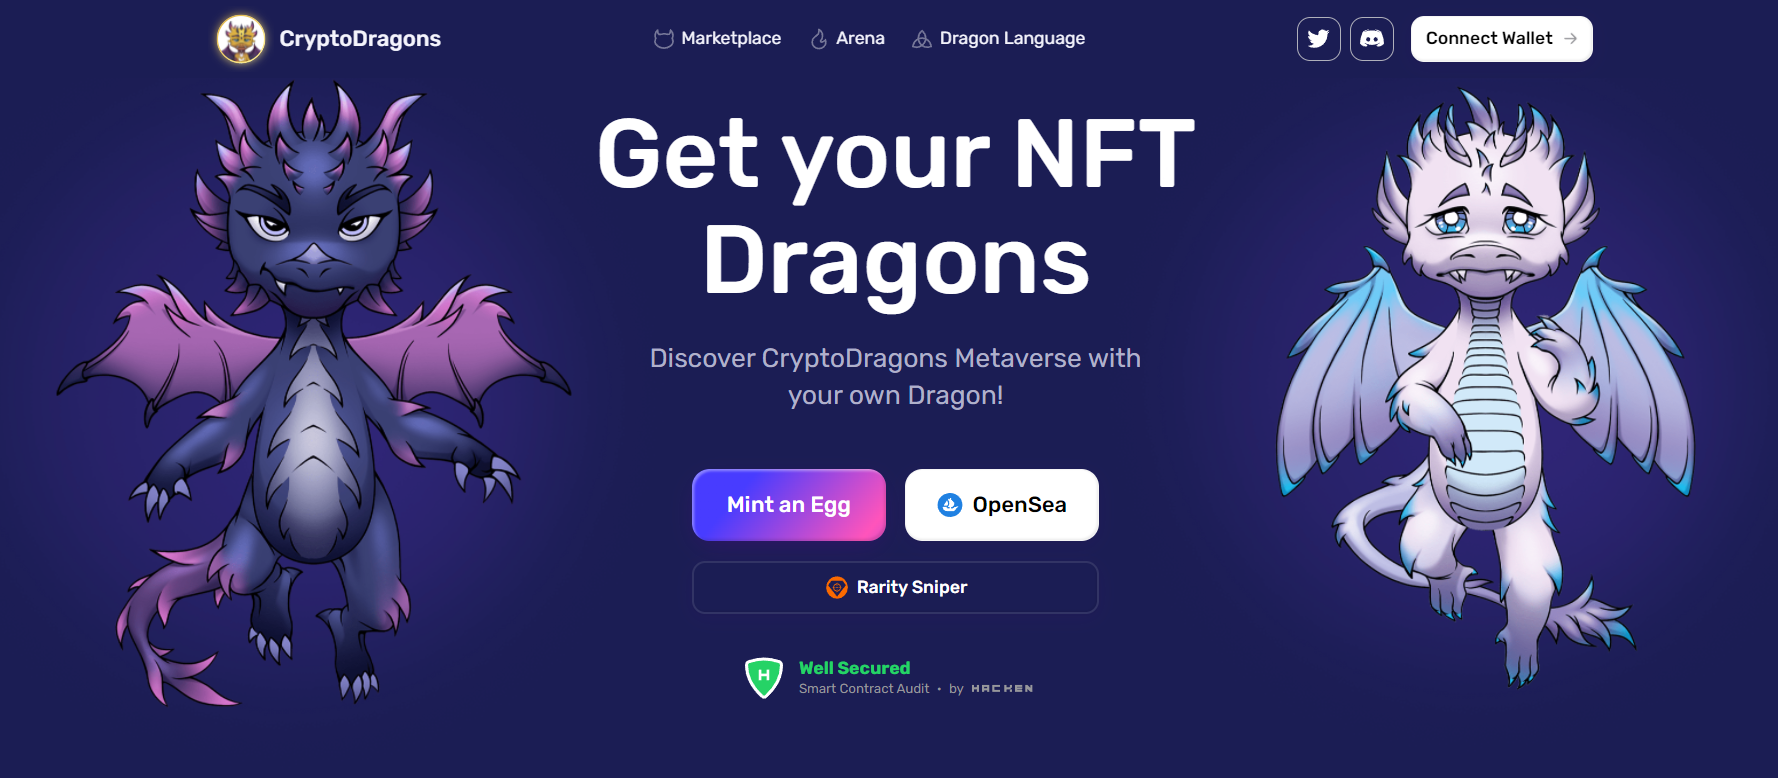 CryptoDragons
Marketplace
Arena
Dragon Language
Connect Wallet
Get your NFT
Dragons
Discover CryptoDragons Metaverse with
your own Dragon!
Mint an Egg
OpenSea
Rarity Sniper
H
Well Secured
Smart Contract Audit • by HACKEN